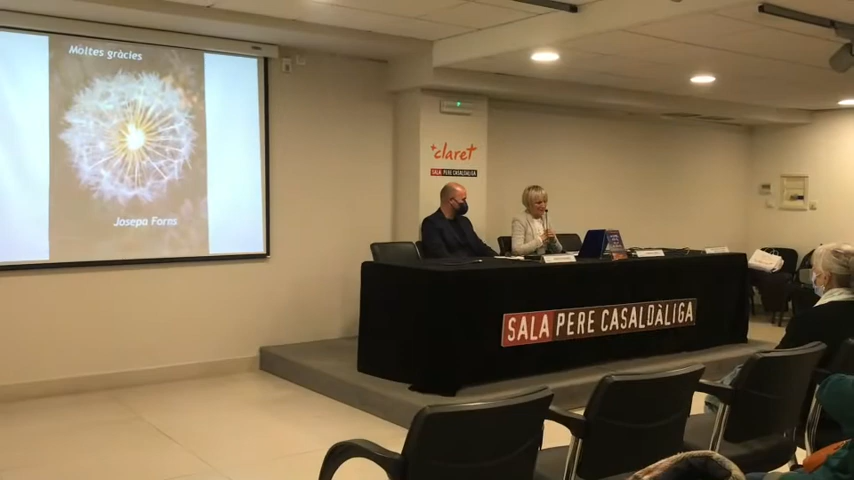 Moltes gràcies
Josepa Forns
claret
SALA PERE CASALDÀLIGA
SALA PERE CASALDÀLIGA